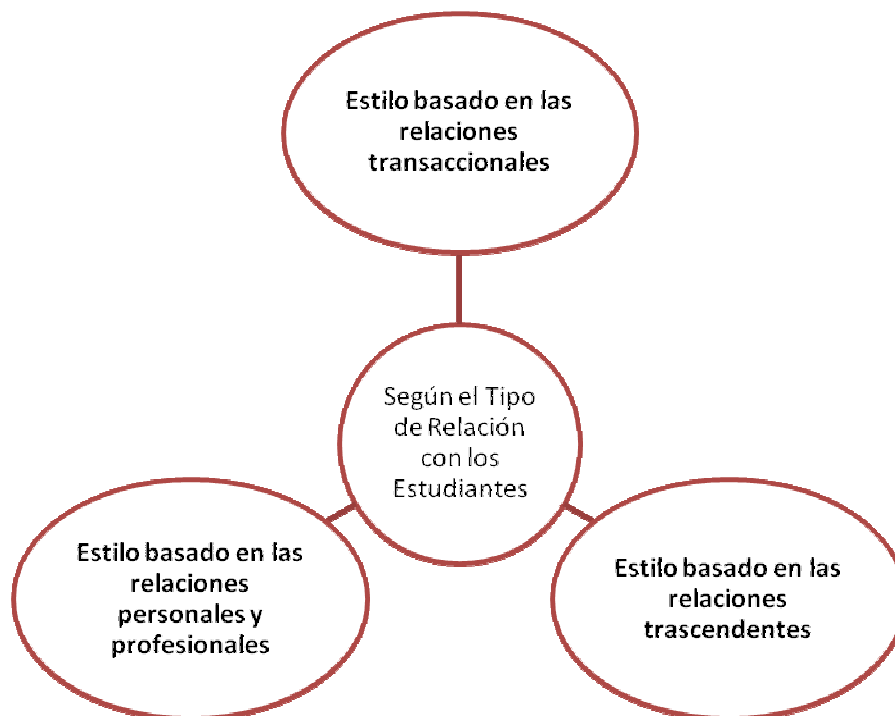 Estilo basado en las
relaciones
transaccionales
Según el Tipo
de Relación
con los
Estudiantes
Estilo basado en las
relaciones
personales y
profesionales
Estilo basado en las
relaciones
trascendentes